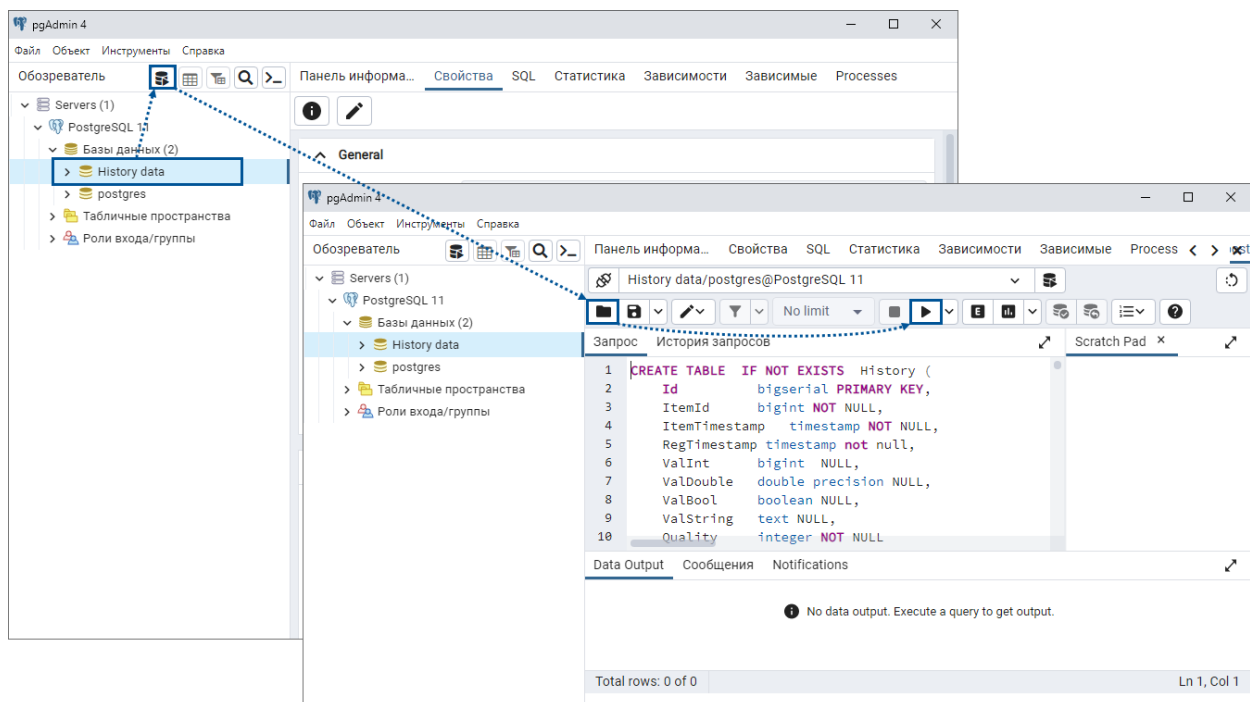 pgAdmin 4
Файл Объект Инструменты Справка
Обозреватель
Панель информа... Свойства SQL Статистика Зависимости Зависимые Processes
Servers (1)
PostgreSQL 11
Базы данных (2)
History data
postgres
Табличные пространства
Роли входа/группы
General
pgAdmin 4
Файл Объект Инструменты Справка
Обозреватель
Панель информа... Свойства SQL Статистика Зависимости Зависимые Process
Servers (1)
PostgreSQL 11
Базы данных (2)
History data
postgres
Табличные пространства
Роли входа/группы
History data/postgres@PostgreSQL 11
No limit
E
Запрос История запросов
Scratch Pad
1 CREATE TABLE IF NOT EXISTS History (
2 Id bigserial PRIMARY KEY,
3 ItemId bigint NOT NULL,
4 ItemTimestamp timestamp NOT NULL,
5 RegTimestamp timestamp not null,
6 ValInt bigint NULL,
7 ValDouble double precision NULL,
8 ValBool boolean NULL,
9 ValString text NULL,
10 Quality integer NOT NULL
Data Output Сообщения Notifications
No data output. Execute a query to get output.
Total rows: 0 of 0
Ln 1, Col 1